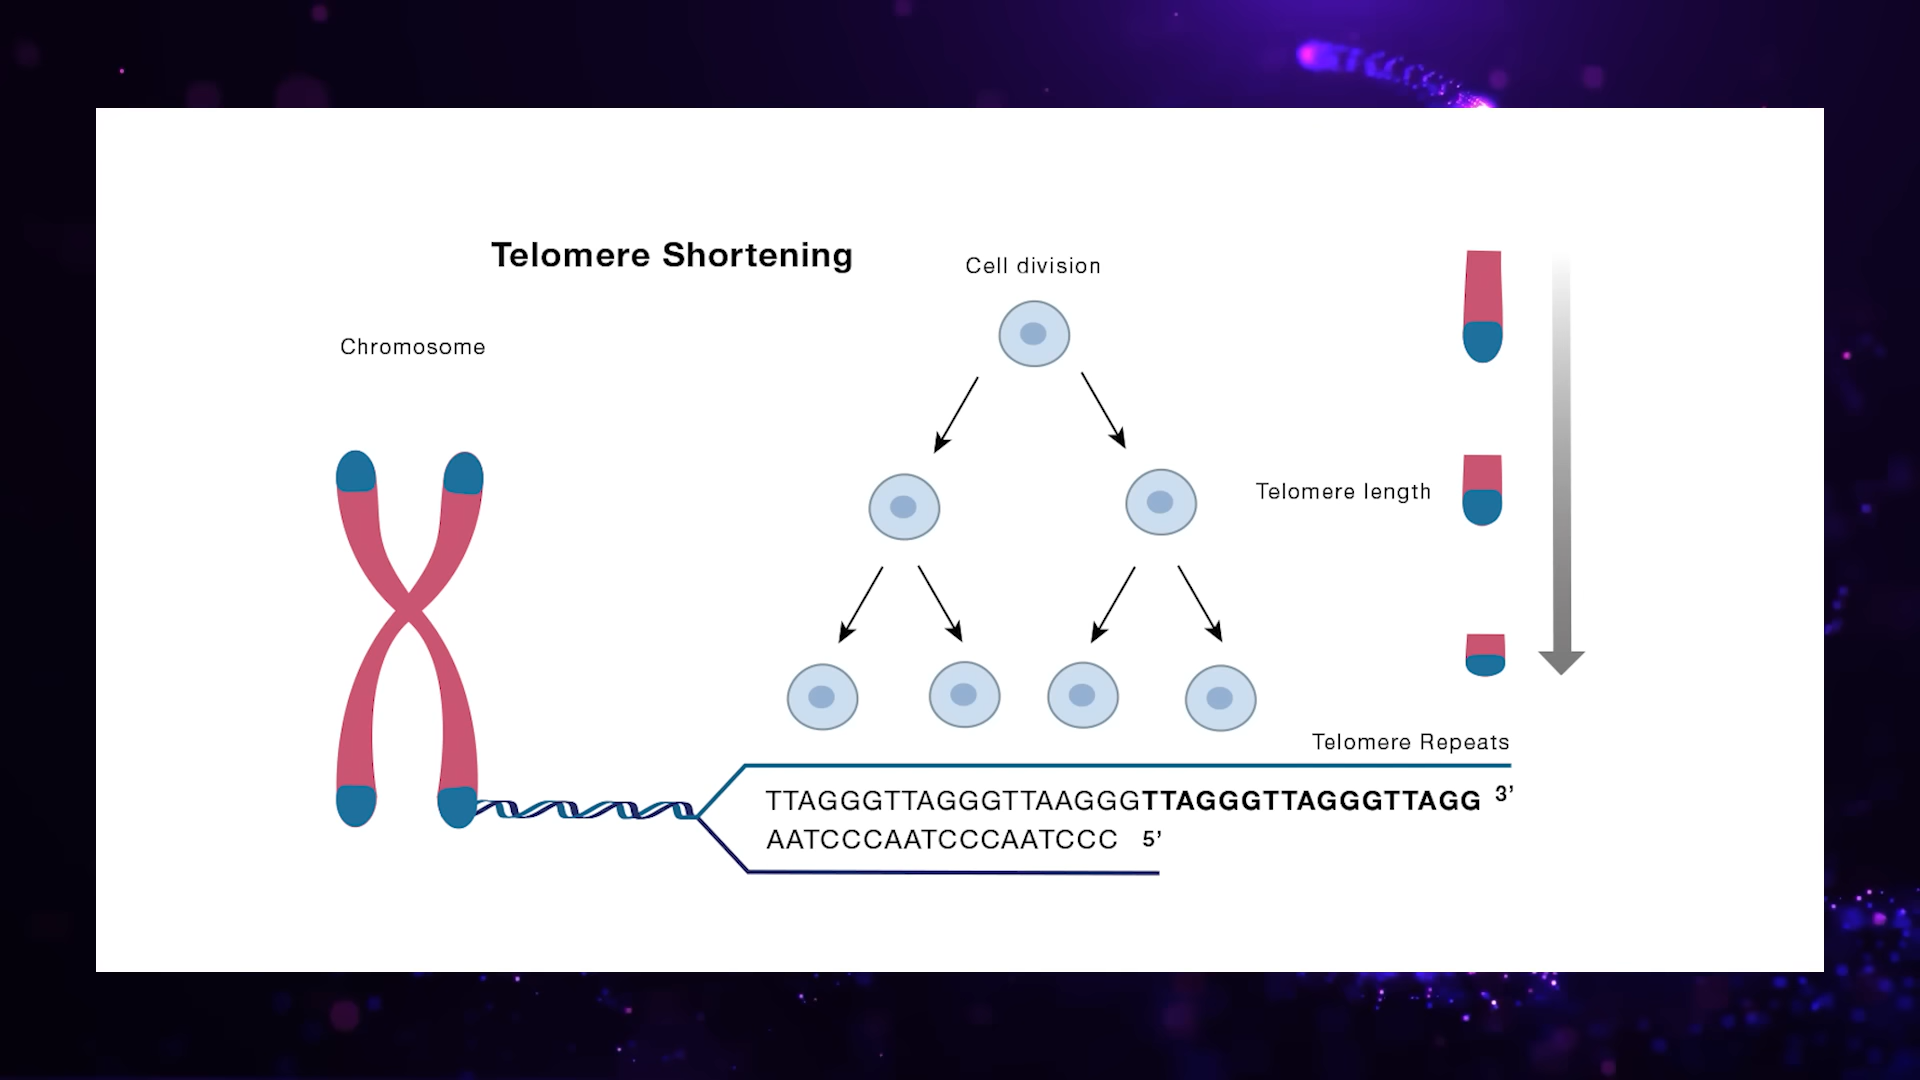 Telomere Shortening
Cell division
Chromosome
Telomere length
Telomere Repeats
TTAGGGTTAGGGTTAAGGGTTAGGGTTAGGGTTAGG 3’
AATCCCAATCCCAATCCC 5’